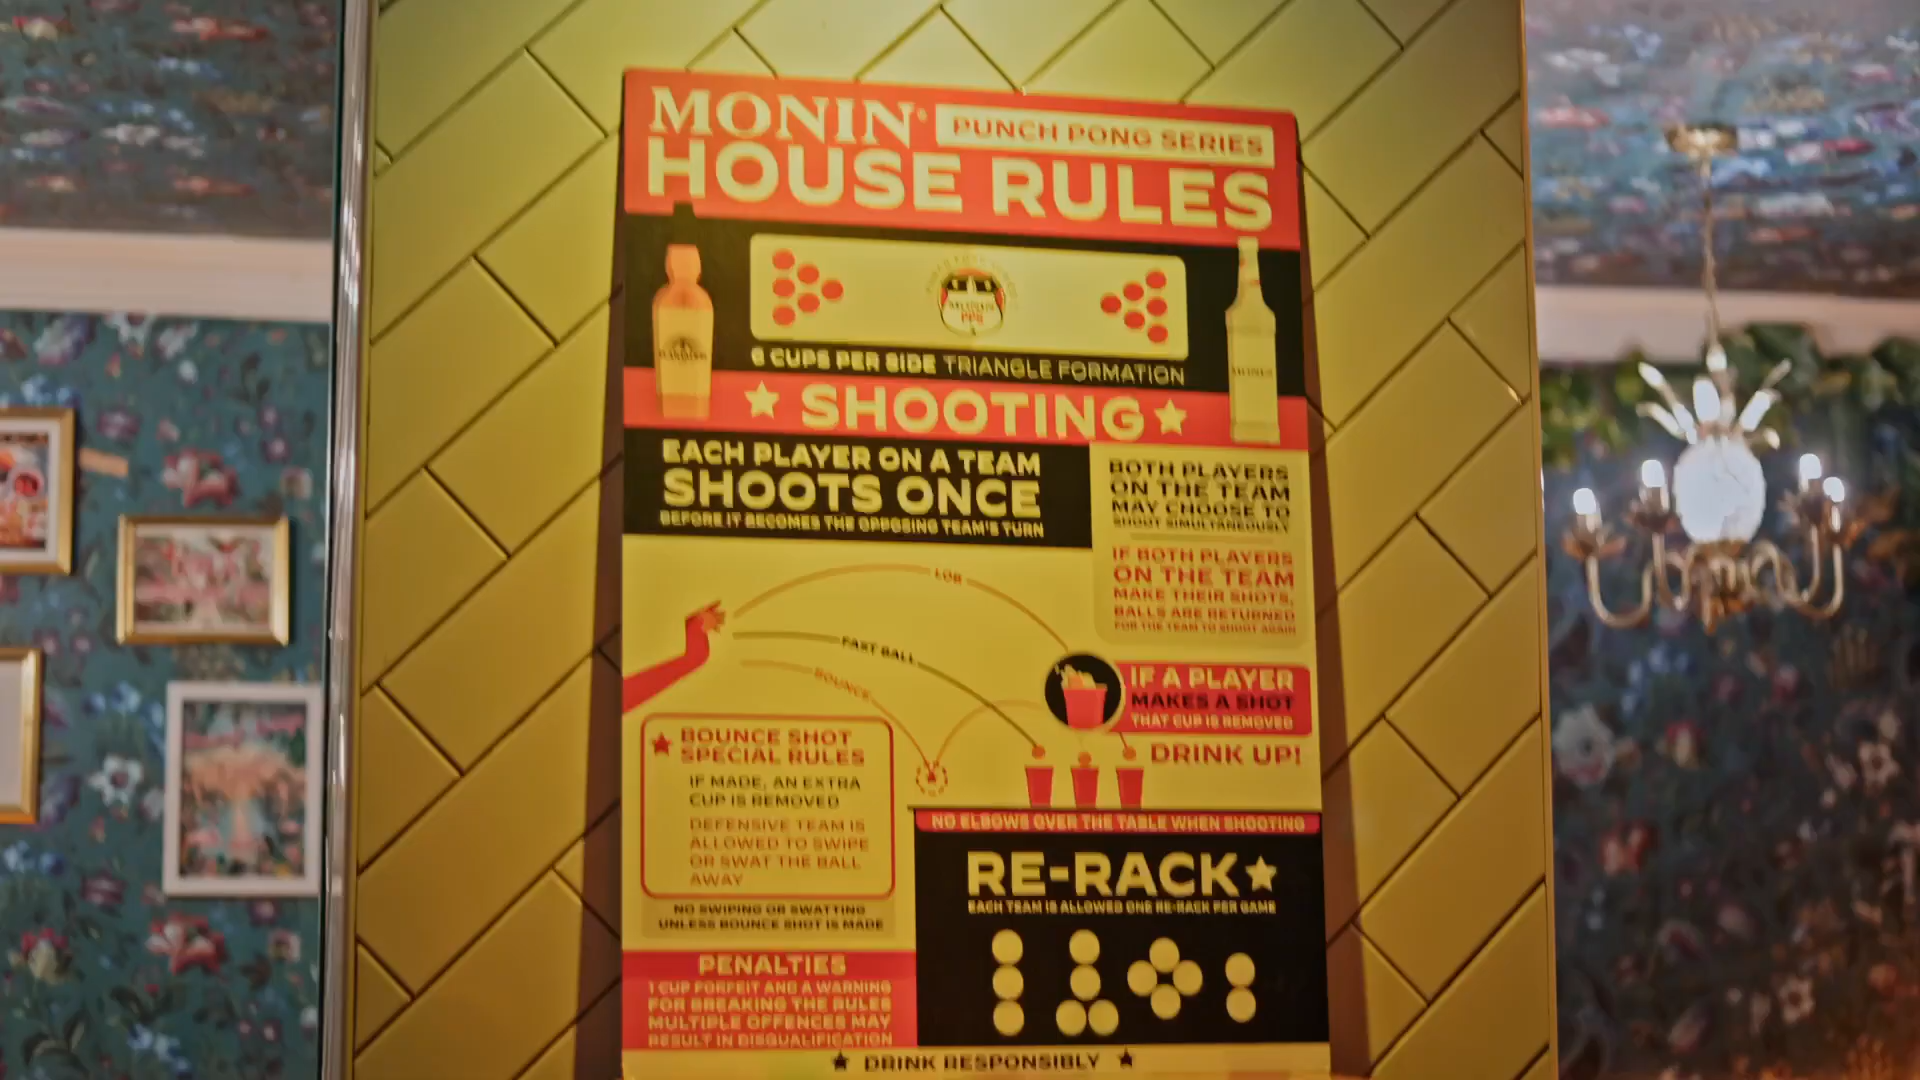 MONIN®
PUNCH PONG SERIES
HOUSE RULES
6 CUPS PER SIDE TRIANGLE FORMATION
★ SHOOTING ★
EACH PLAYER ON A TEAM
SHOOTS ONCE
BEFORE IT BECOMES THE OPPOSING TEAM'S TURN
BOTH PLAYERS
ON THE TEAM
MAY CHOOSE TO
SHOOT SIMULTANEOUSLY
IF BOTH PLAYERS
ON THE TEAM
MAKE THEIR SHOTS,
BALLS ARE RETURNED
FOR THE TEAM TO SHOOT AGAIN
LOB
FAST BALL
BOUNCE
IF A PLAYER
MAKES A SHOT
THAT CUP IS REMOVED
DRINK UP!
★ BOUNCE SHOT
SPECIAL RULES
IF MADE, AN EXTRA
CUP IS REMOVED
DEFENSIVE TEAM IS
ALLOWED TO SWIPE
OR SWAT THE BALL
AWAY
NO SWIPING OR SWATTING
UNLESS BOUNCE SHOT IS MADE
NO ELBOWS OVER THE TABLE WHEN SHOOTING
RE-RACK ★
EACH TEAM IS ALLOWED ONE RE-RACK PER GAME
PENALTIES
1 CUP FORFEIT AND A WARNING
FOR BREAKING THE RULES
MULTIPLE OFFENCES MAY
RESULT IN DISQUALIFICATION
★ DRINK RESPONSIBLY ★